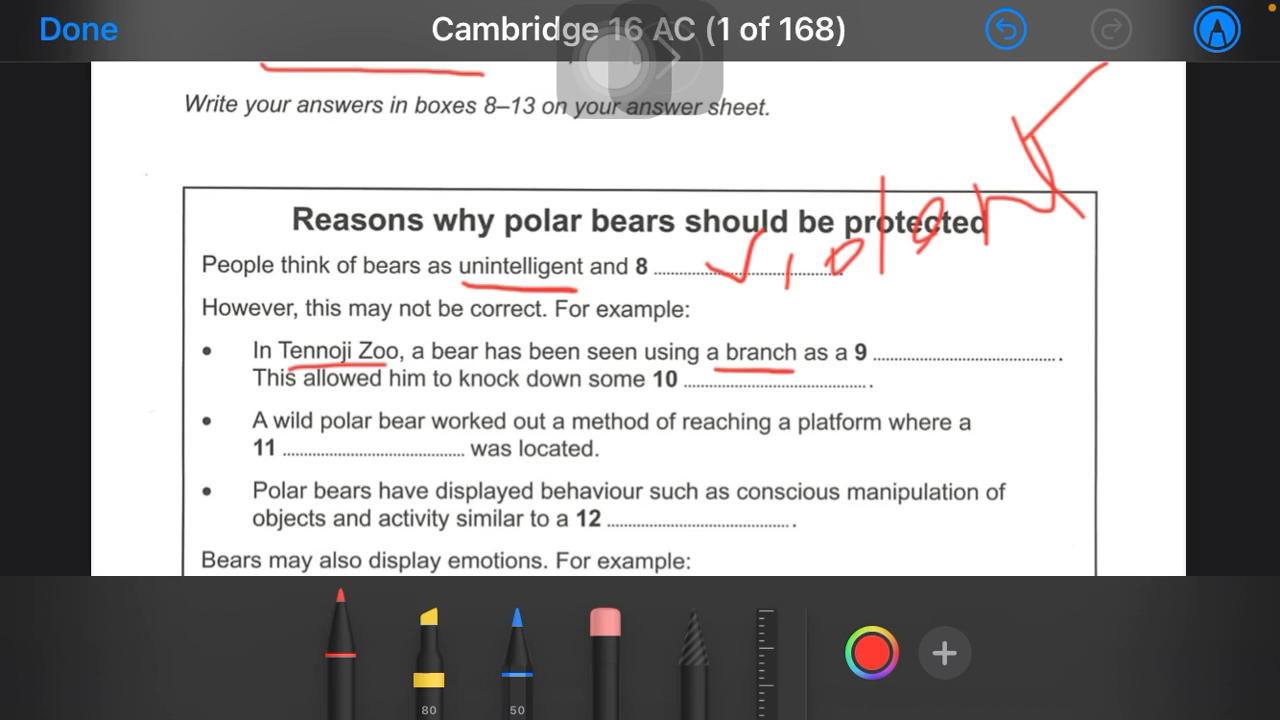 Done
Cambridge 16 AC (1 of 168)
Write your answers in boxes 8–13 on your answer sheet.
Reasons why polar bears should be protected
People think of bears as unintelligent and 8 ........................................
violent
However, this may not be correct. For example:
• In Tennoji Zoo, a bear has been seen using a branch as a 9 ........................................ .
This allowed him to knock down some 10 ........................................ .
• A wild polar bear worked out a method of reaching a platform where a
11 ........................................ was located.
• Polar bears have displayed behaviour such as conscious manipulation of
objects and activity similar to a 12 ........................................ .
Bears may also display emotions. For example:
80
50